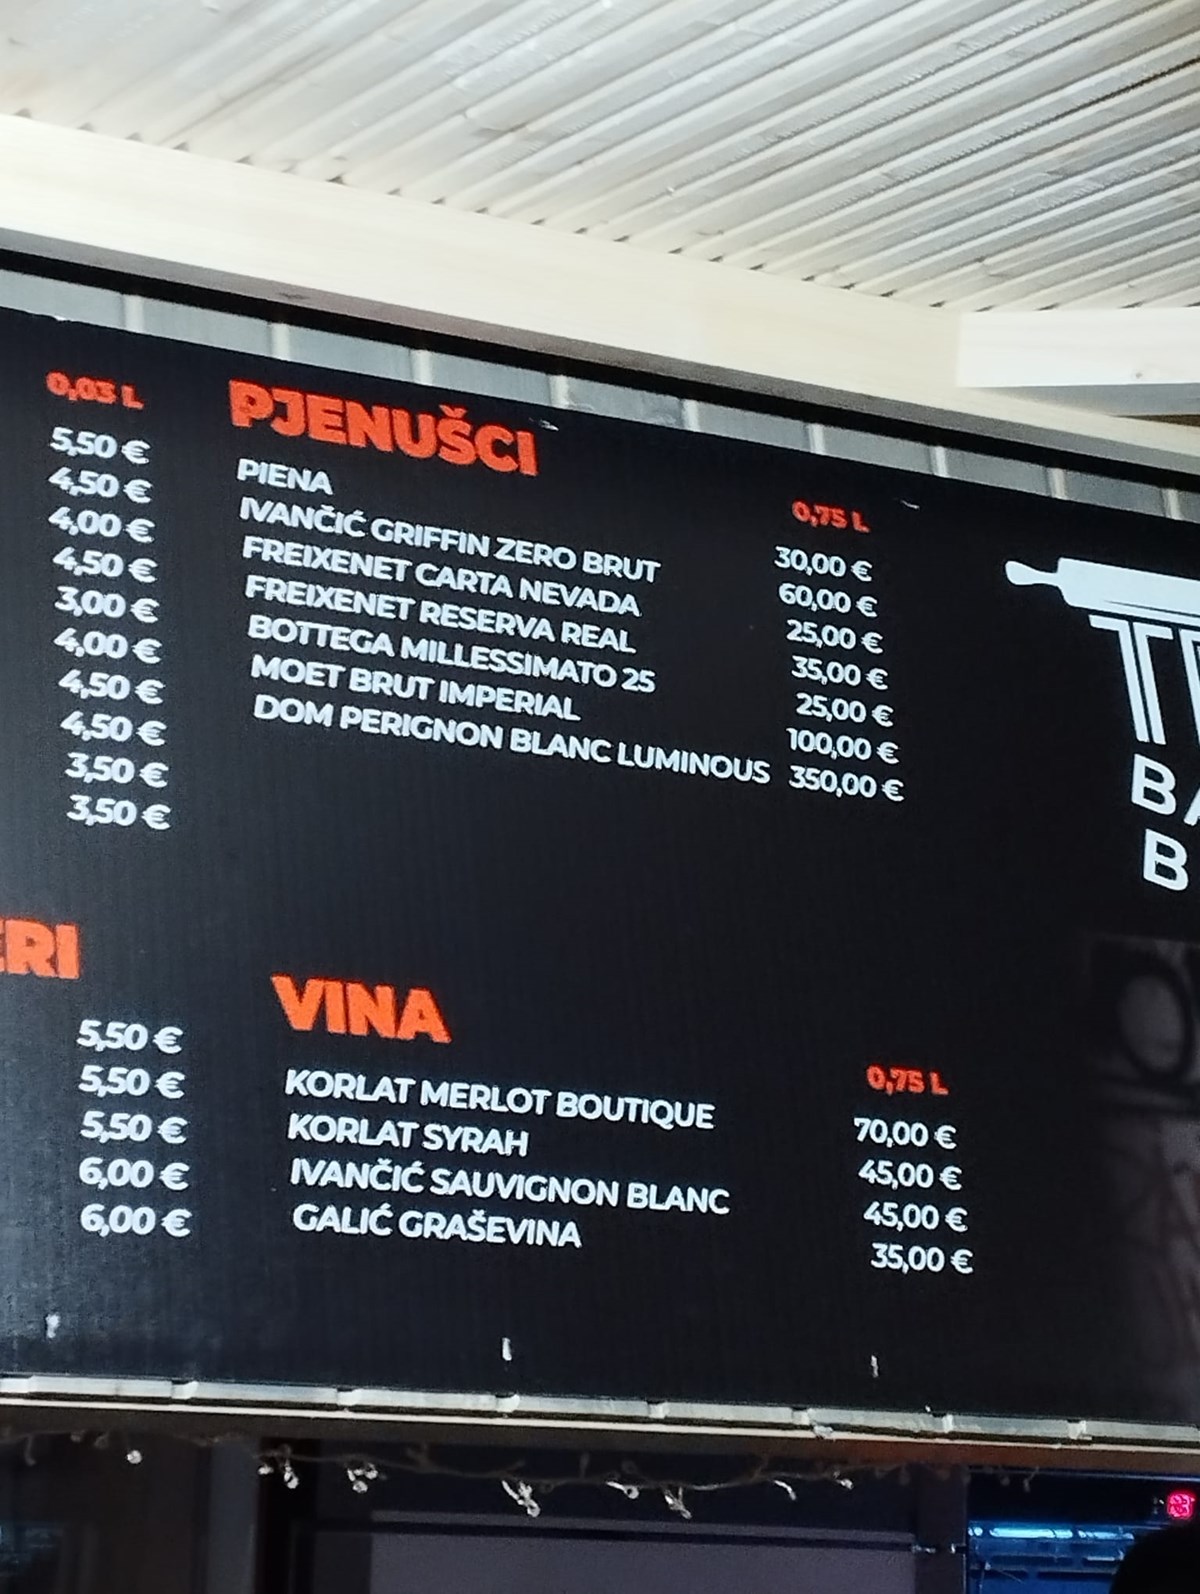 0,03 L
5,50 €
4,50 €
4,00 €
4,50 €
3,00 €
4,00 €
4,50 €
4,50 €
3,50 €
3,50 €
PJENUŠCI
0,75 L
PIENA 30,00 €
IVANČIĆ GRIFFIN ZERO BRUT 60,00 €
FREIXENET CARTA NEVADA 25,00 €
FREIXENET RESERVA REAL 35,00 €
BOTTEGA MILLESSIMATO 25 25,00 €
MOET BRUT IMPERIAL 100,00 €
DOM PERIGNON BLANC LUMINOUS 350,00 €
ERI
5,50 €
5,50 €
5,50 €
6,00 €
6,00 €
VINA
0,75 L
KORLAT MERLOT BOUTIQUE 70,00 €
KORLAT SYRAH 45,00 €
IVANČIĆ SAUVIGNON BLANC 45,00 €
GALIĆ GRAŠEVINA 35,00 €